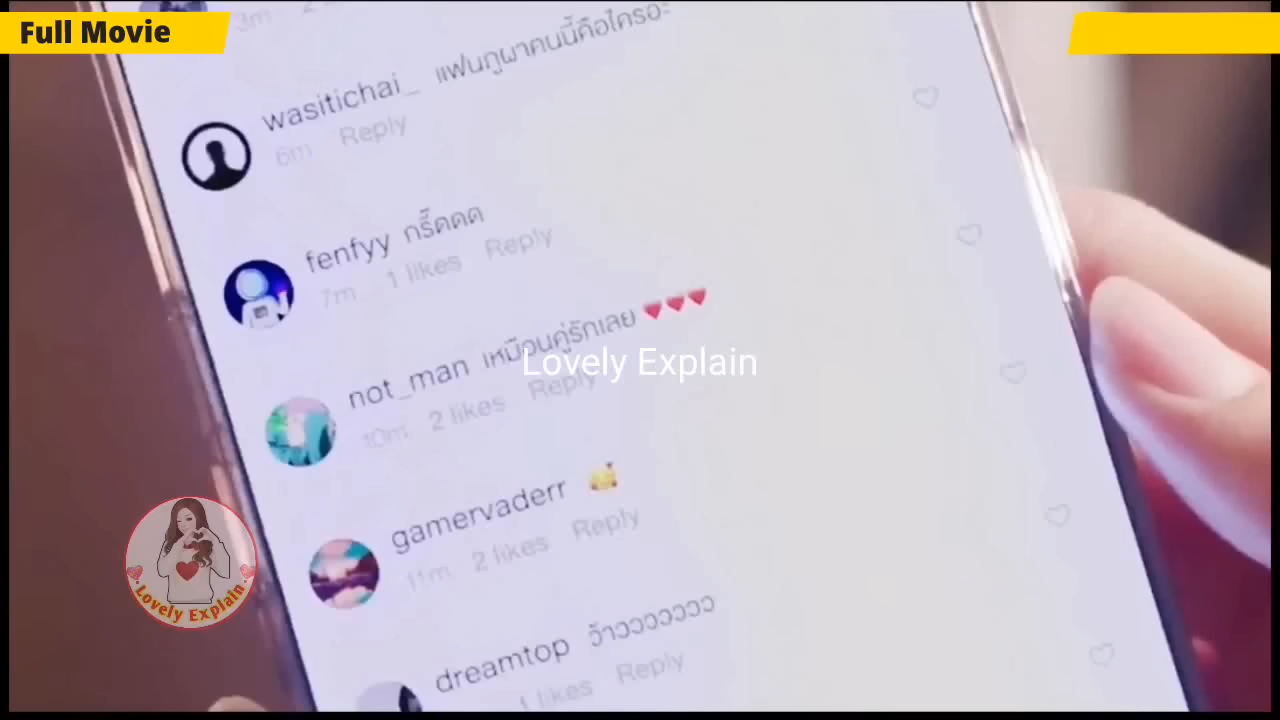 Full Movie
3m
wasitichai_ แฟนภูผาคนนี้คือใครอะ
6m Reply
fenfyy กรี๊ดดด
7m 1 likes Reply
not_man เหมือนคู่รักเลย ❤❤❤
10m 2 likes Reply
Lovely Explain
gamervaderr 🥰
11m 2 likes Reply
dreamtop ว้าววววววว
1 likes Reply
Lovely Explain